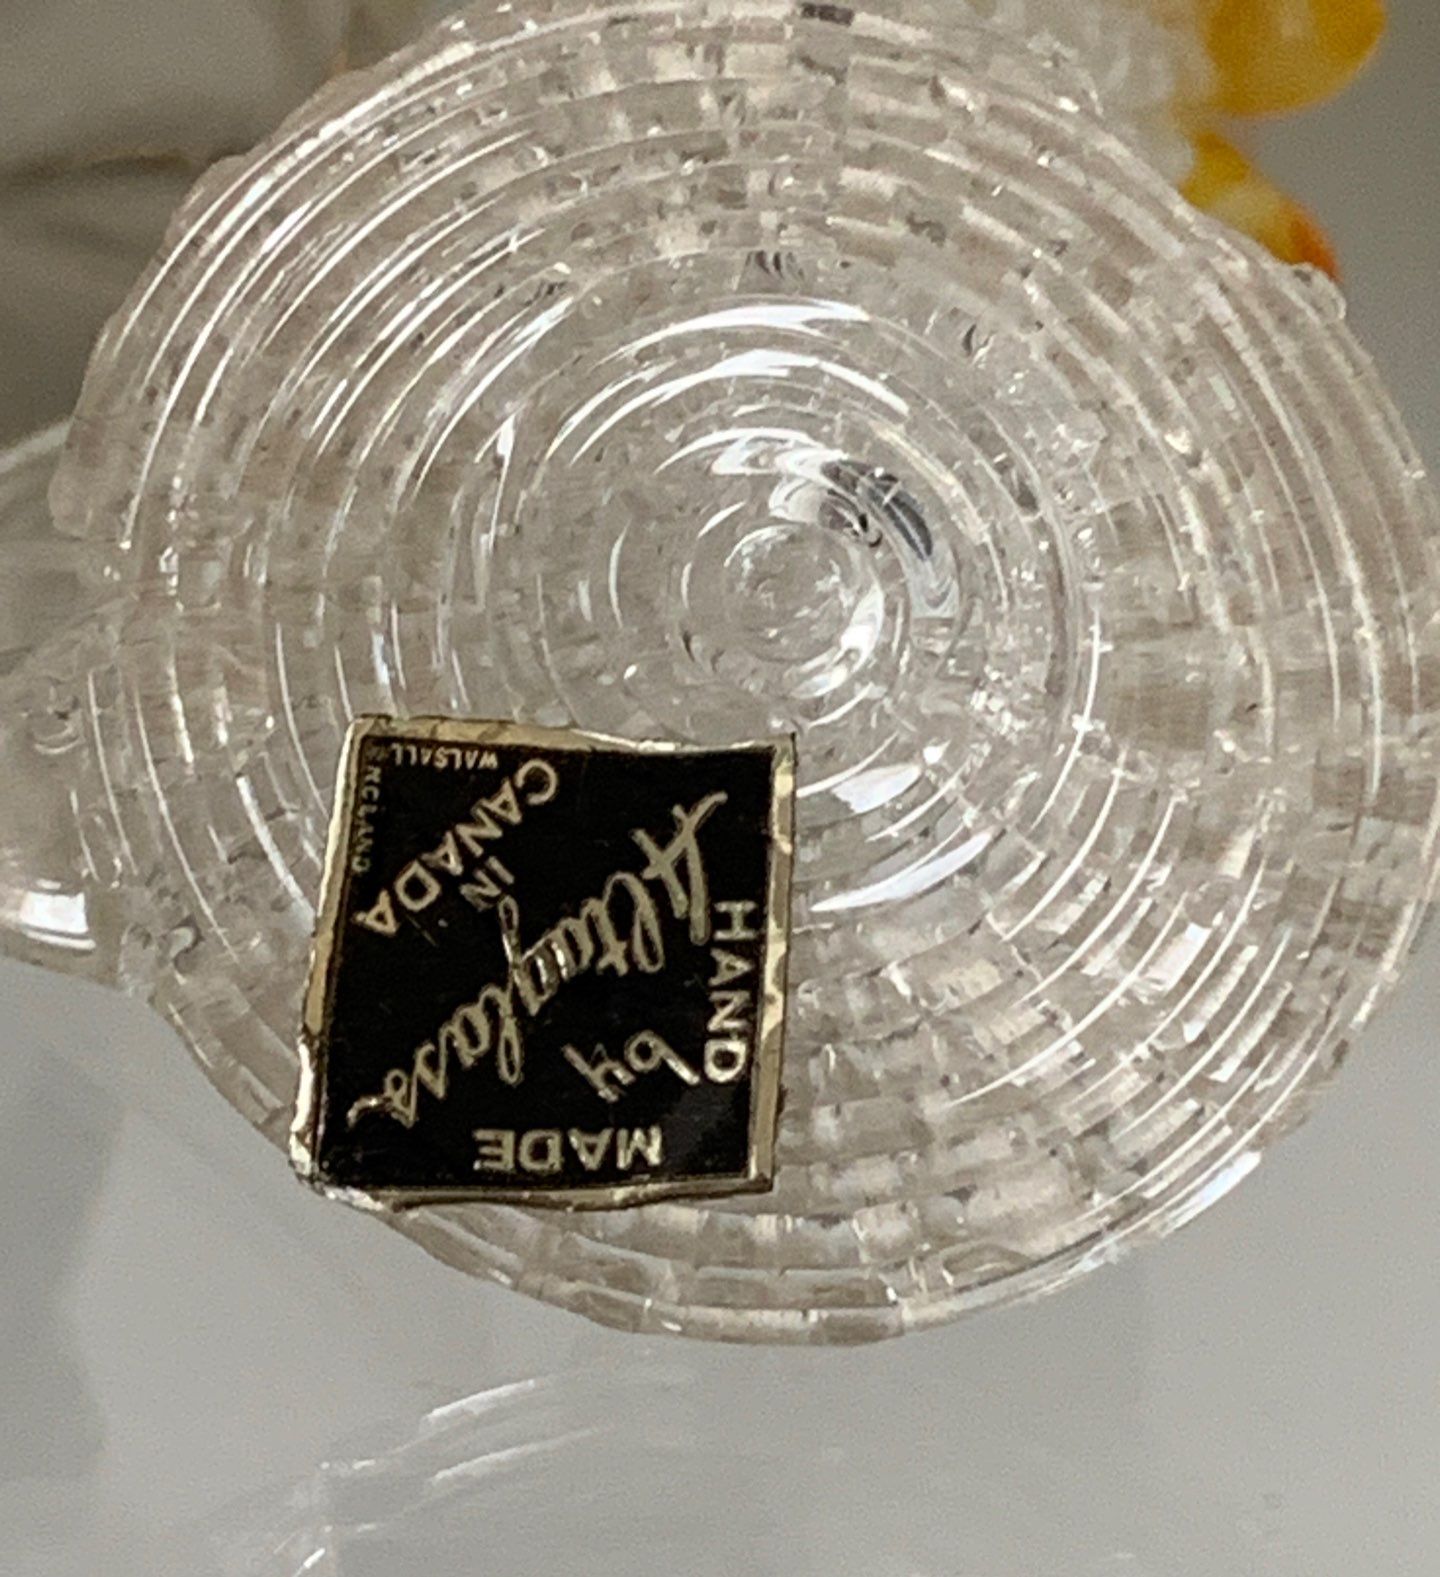 HAND MADE
by
Altaglass
IN
CANADA
WALSALL ENGLAND